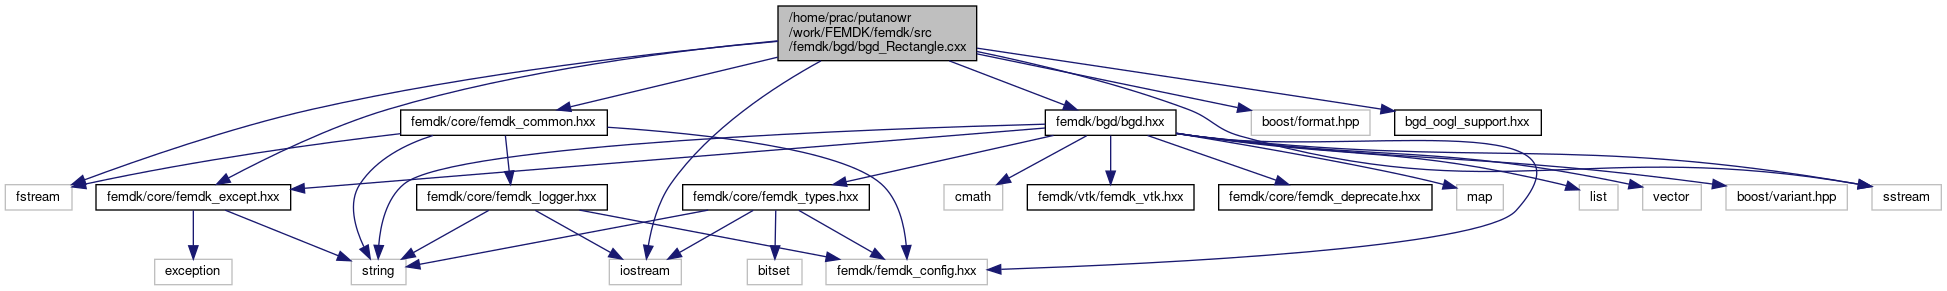 /home/prac/putanowr
/work/FEMDK/femdk/src
/femdk/bgd/bgd_Rectangle.cxx
femdk/core/femdk_common.hxx
femdk/bgd/bgd.hxx
boost/format.hpp
bgd_oogl_support.hxx
fstream
femdk/core/femdk_except.hxx
femdk/core/femdk_logger.hxx
femdk/core/femdk_types.hxx
cmath
femdk/vtk/femdk_vtk.hxx
femdk/core/femdk_deprecate.hxx
map
list
vector
boost/variant.hpp
sstream
exception
string
iostream
bitset
femdk/femdk_config.hxx